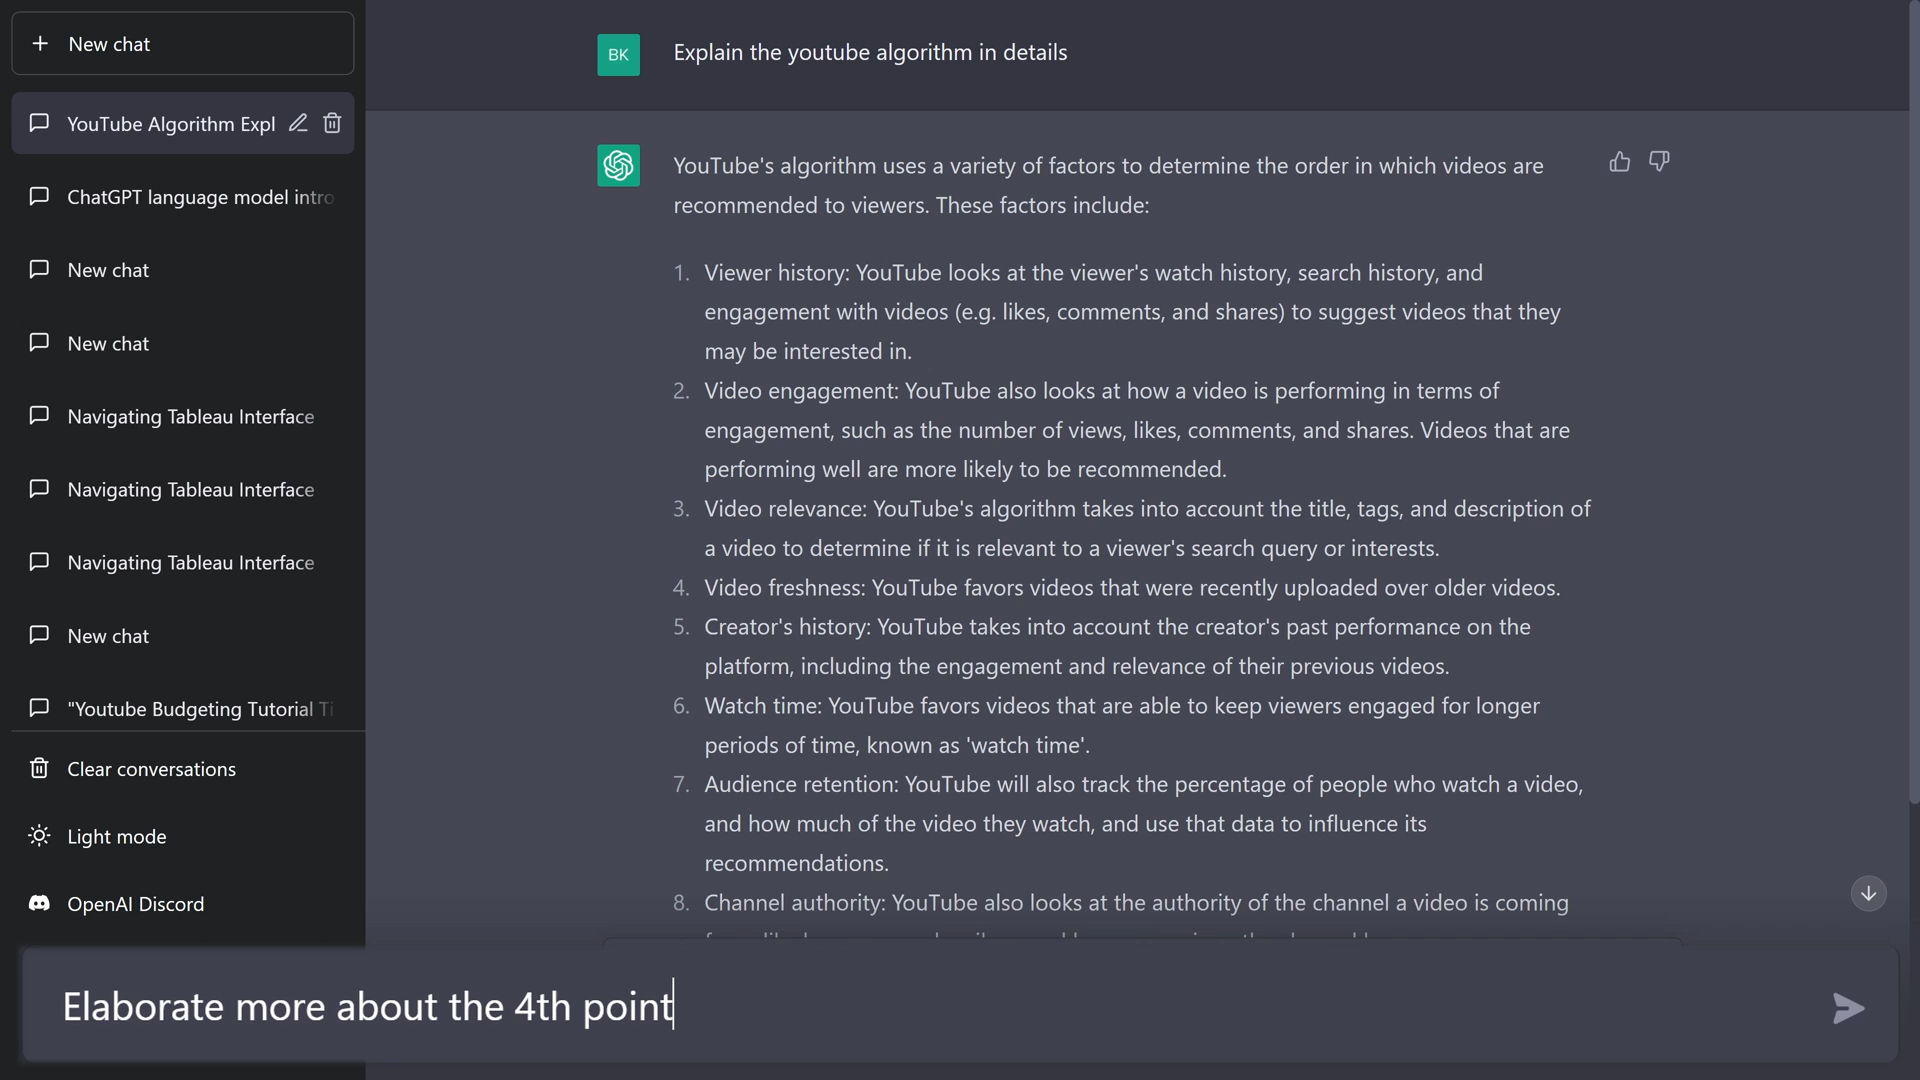 New chat
YouTube Algorithm Expl
ChatGPT language model intro
New chat
New chat
Navigating Tableau Interface
Navigating Tableau Interface
Navigating Tableau Interface
New chat
"Youtube Budgeting Tutorial Ti
Clear conversations
Light mode
OpenAI Discord
BK
Explain the youtube algorithm in details
YouTube's algorithm uses a variety of factors to determine the order in which videos are
recommended to viewers. These factors include:
1. Viewer history: YouTube looks at the viewer's watch history, search history, and
engagement with videos (e.g. likes, comments, and shares) to suggest videos that they
may be interested in.
2. Video engagement: YouTube also looks at how a video is performing in terms of
engagement, such as the number of views, likes, comments, and shares. Videos that are
performing well are more likely to be recommended.
3. Video relevance: YouTube's algorithm takes into account the title, tags, and description of
a video to determine if it is relevant to a viewer's search query or interests.
4. Video freshness: YouTube favors videos that were recently uploaded over older videos.
5. Creator's history: YouTube takes into account the creator's past performance on the
platform, including the engagement and relevance of their previous videos.
6. Watch time: YouTube favors videos that are able to keep viewers engaged for longer
periods of time, known as 'watch time'.
7. Audience retention: YouTube will also track the percentage of people who watch a video,
and how much of the video they watch, and use that data to influence its
recommendations.
8. Channel authority: YouTube also looks at the authority of the channel a video is coming
Elaborate more about the 4th point